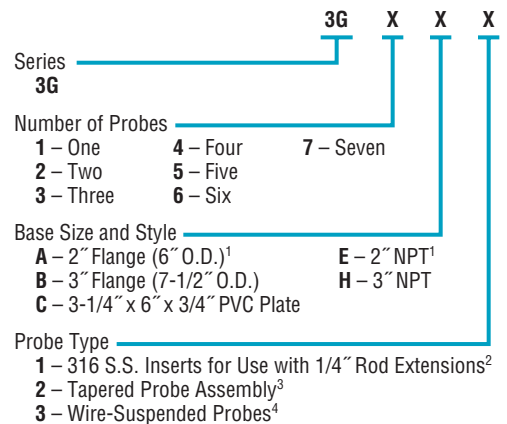 3G X X X
Series
3G
Number of Probes
1 – One 4 – Four 7 – Seven
2 – Two 5 – Five
3 – Three 6 – Six
Base Size and Style
A – 2˝ Flange (6˝ O.D.)¹ E – 2˝ NPT¹
B – 3˝ Flange (7-1/2˝ O.D.) H – 3˝ NPT
C – 3-1/4˝ x 6˝ x 3/4˝ PVC Plate
Probe Type
1 – 316 S.S. Inserts for Use with 1/4˝ Rod Extensions²
2 – Tapered Probe Assembly³
3 – Wire-Suspended Probes⁴